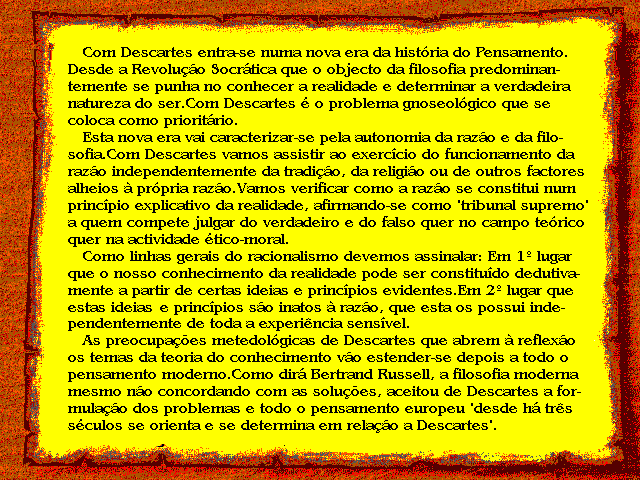 Com Descartes entra-se numa nova era da história do Pensamento.
Desde a Revolução Socrática que o objecto da filosofia predominan-
temente se punha no conhecer a realidade e determinar a verdadeira
natureza do ser.Com Descartes é o problema gnoseológico que se
coloca como prioritário.
Esta nova era vai caracterizar-se pela autonomia da razão e da filo-
sofia.Com Descartes vamos assistir ao exercício do funcionamento da
razão independentemente da tradição, da religião ou de outros factores
alheios à própria razão.Vamos verificar como a razão se constitui num
princípio explicativo da realidade, afirmando-se como 'tribunal supremo'
a quem compete julgar do verdadeiro e do falso quer no campo teórico
quer na actividade ético-moral.
Como linhas gerais do racionalismo devemos assinalar: Em 1º lugar
que o nosso conhecimento da realidade pode ser constituído dedutiva-
mente a partir de certas ideias e princípios evidentes.Em 2º lugar que
estas ideias e princípios são inatos à razão, que esta os possui inde-
pendentemente de toda a experiência sensível.
As preocupações metedológicas de Descartes que abrem à reflexão
os temas da teoria do conhecimento vão estender-se depois a todo o
pensamento moderno.Como dirá Bertrand Russell, a filosofia moderna
mesmo não concordando com as soluções, aceitou de Descartes a for-
mulação dos problemas e todo o pensamento europeu 'desde há três
séculos se orienta e se determina em relação a Descartes'.